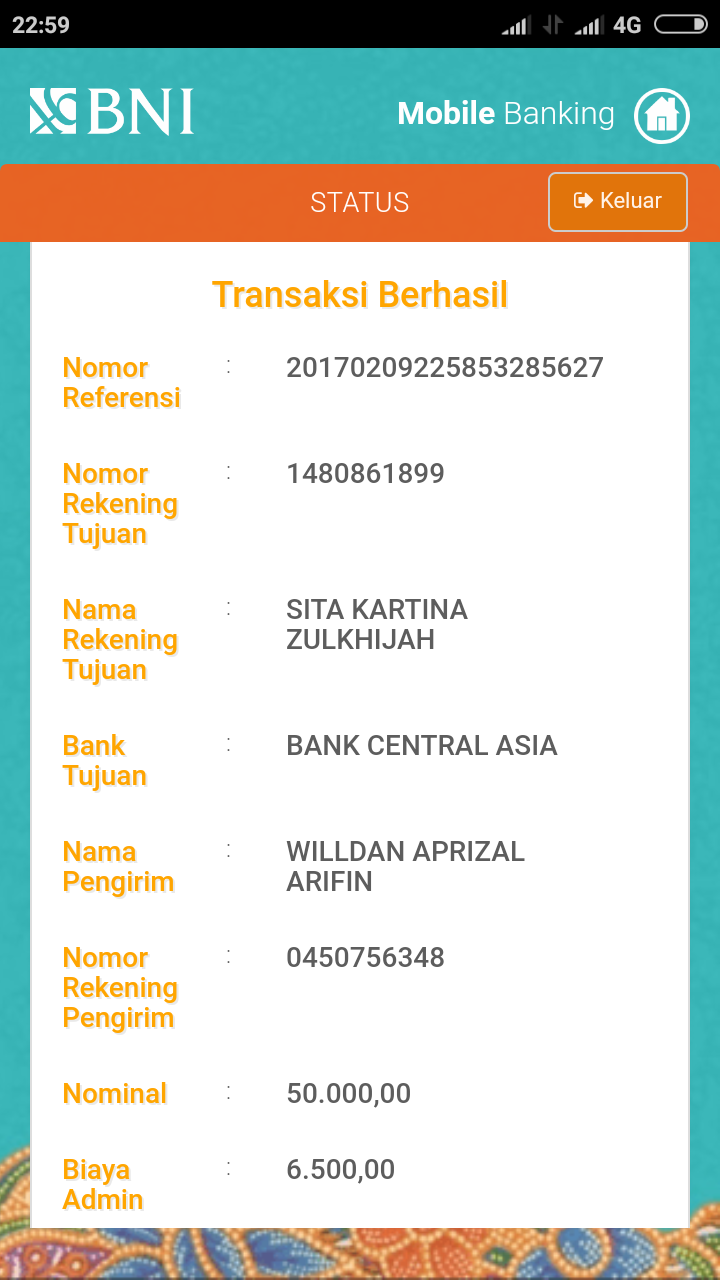 22:59
4G
BNI
Mobile Banking
STATUS
Keluar
Transaksi Berhasil
Nomor : 20170209225853285627
Referensi
Nomor : 1480861899
Rekening
Tujuan
Nama : SITA KARTINA
Rekening ZULKHIJAH
Tujuan
Bank : BANK CENTRAL ASIA
Tujuan
Nama : WILLDAN APRIZAL
Pengirim ARIFIN
Nomor : 0450756348
Rekening
Pengirim
Nominal : 50.000,00
Biaya : 6.500,00
Admin